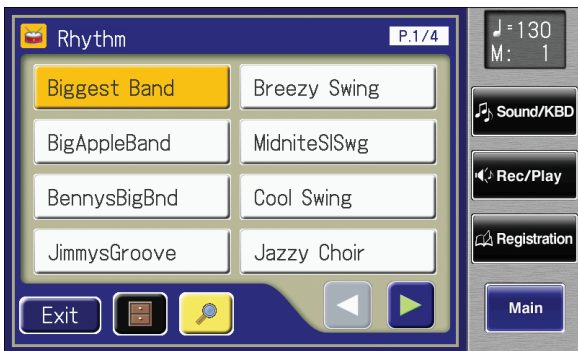 Rhythm P.1/4
Biggest Band Breezy Swing
BigAppleBand MidniteSlSwg
BennysBigBnd Cool Swing
JimmysGroove Jazzy Choir
Exit
♩=130
M: 1
Sound/KBD
Rec/Play
Registration
Main